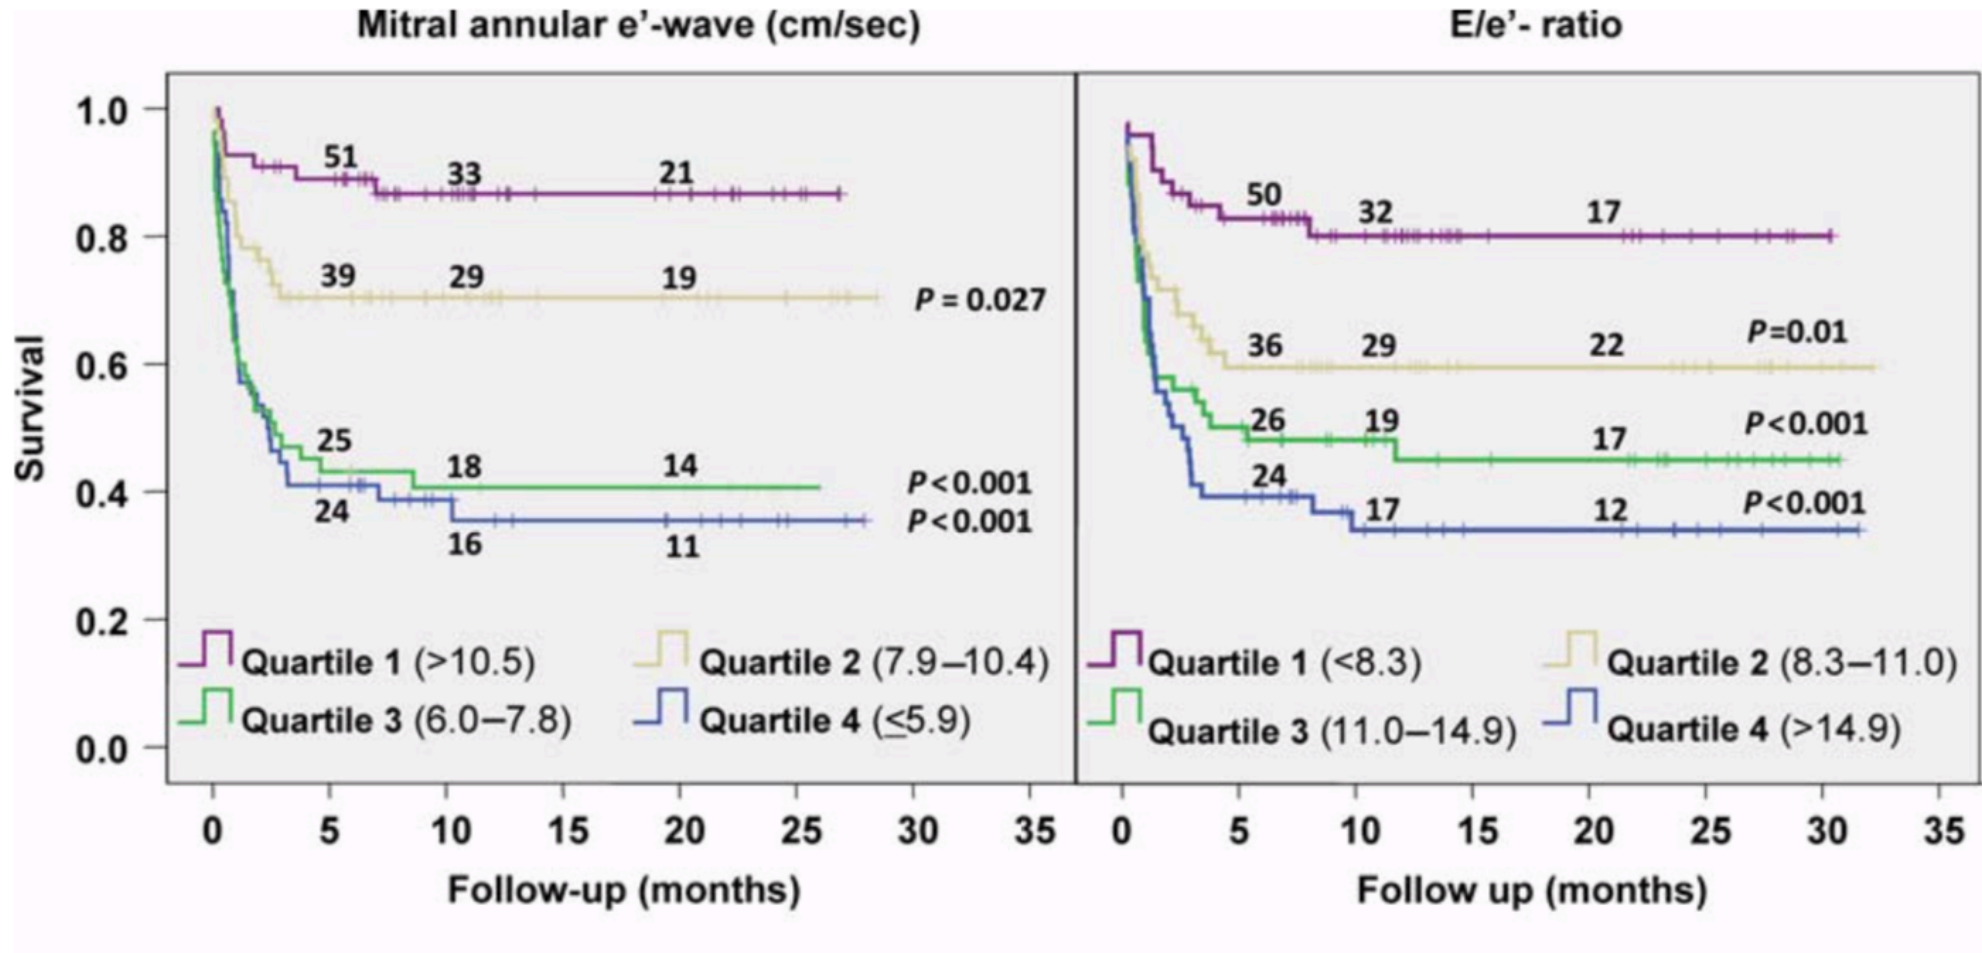 Mitral annular e’-wave (cm/sec)
E/e’- ratio
Survival
1.0
0.8
0.6
0.4
0.2
0.0
51
33
21
39
29
19
P = 0.027
25
18
14
P < 0.001
24
16
11
P < 0.001
Quartile 1 (>10.5)
Quartile 2 (7.9–10.4)
Quartile 3 (6.0–7.8)
Quartile 4 (≤5.9)
0 5 10 15 20 25 30 35
Follow-up (months)
50
32
17
36
29
22
P=0.01
26
19
17
P<0.001
24
17
12
P<0.001
Quartile 1 (<8.3)
Quartile 2 (8.3–11.0)
Quartile 3 (11.0–14.9)
Quartile 4 (>14.9)
0 5 10 15 20 25 30 35
Follow up (months)